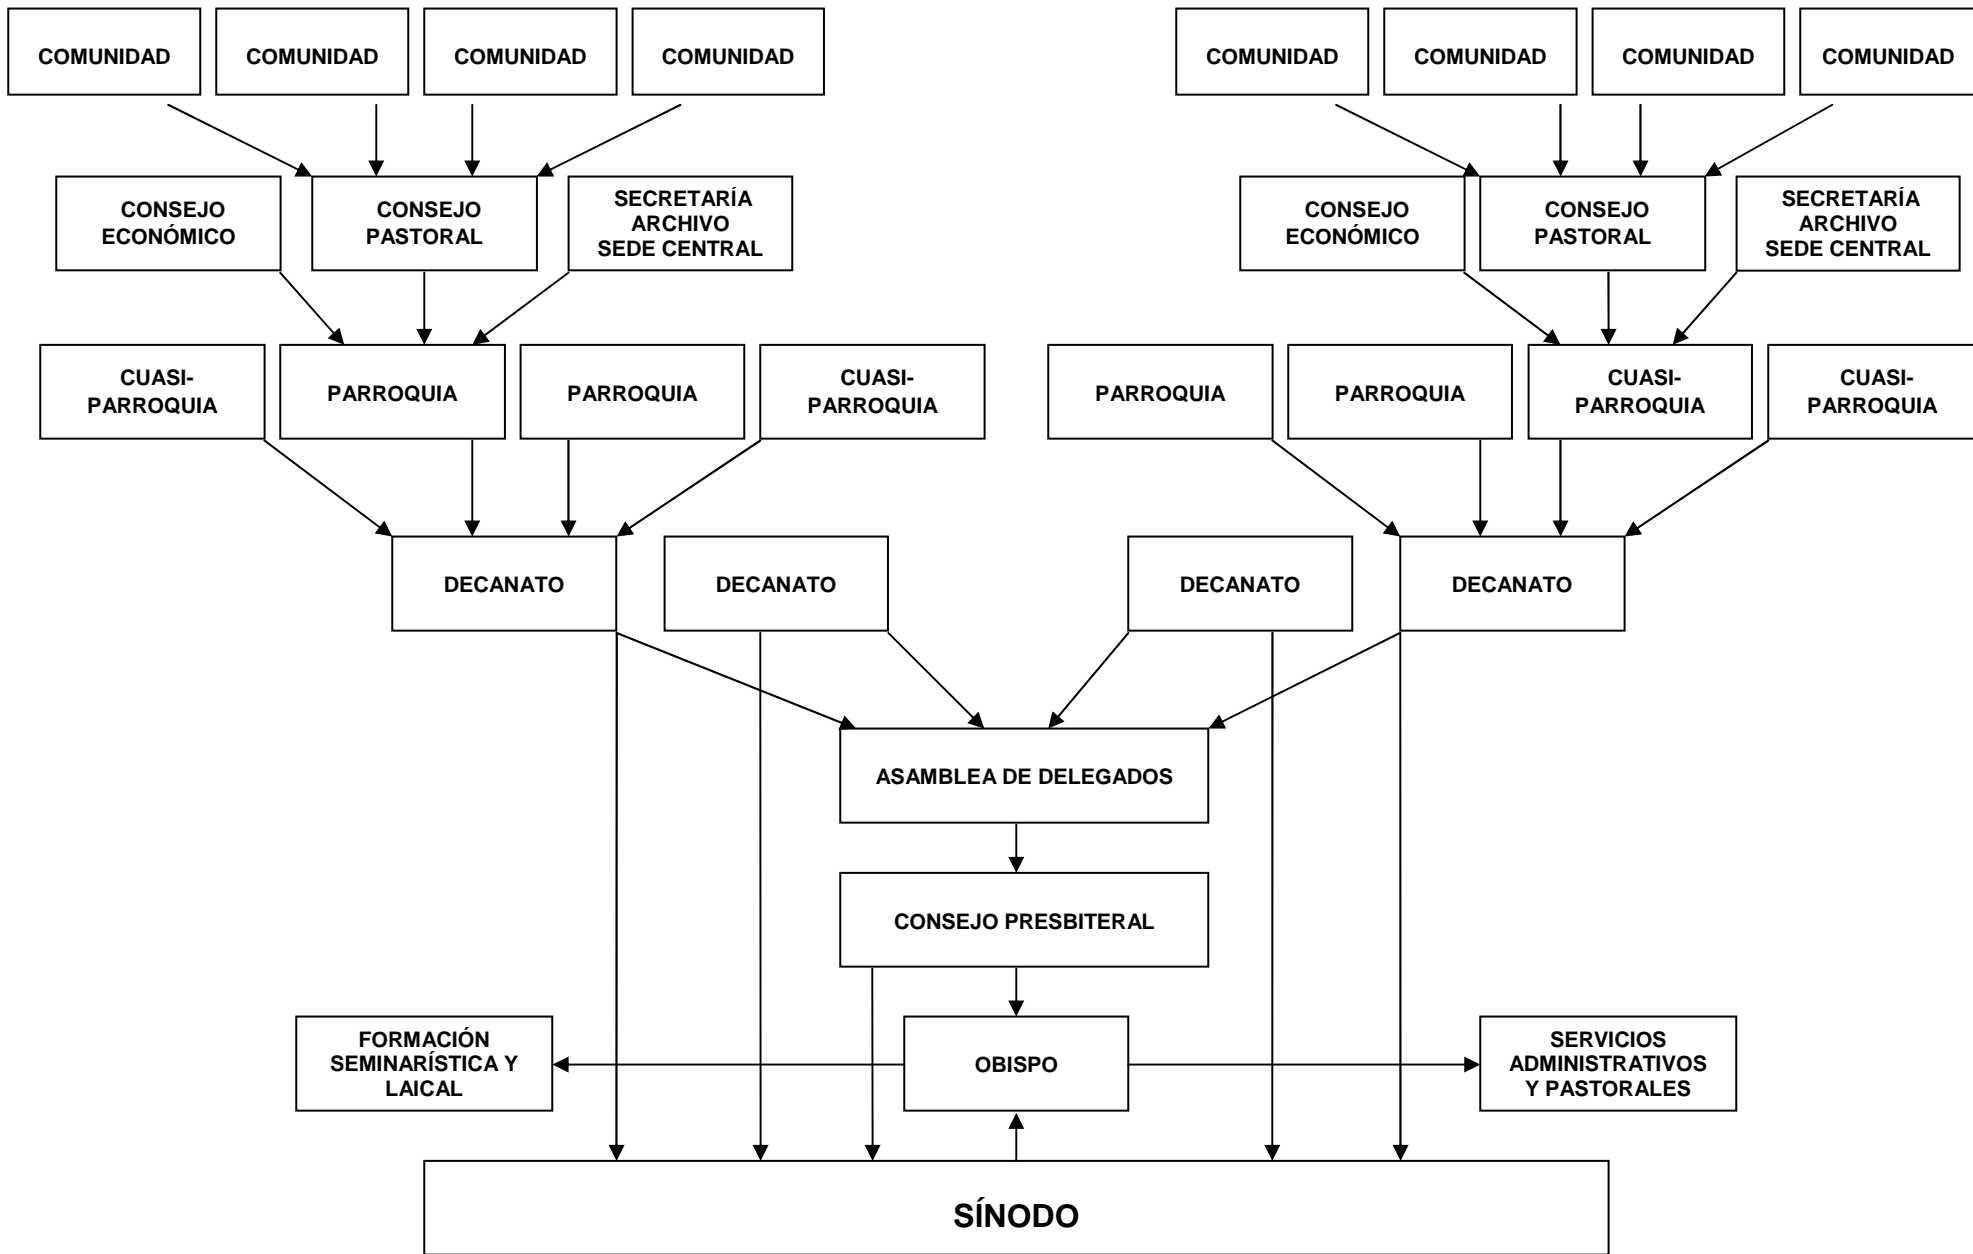 COMUNIDAD
COMUNIDAD
COMUNIDAD
COMUNIDAD
COMUNIDAD
COMUNIDAD
COMUNIDAD
COMUNIDAD
CONSEJO
ECONÓMICO
CONSEJO
PASTORAL
SECRETARÍA
ARCHIVO
SEDE CENTRAL
CONSEJO
ECONÓMICO
CONSEJO
PASTORAL
SECRETARÍA
ARCHIVO
SEDE CENTRAL
CUASI-
PARROQUIA
PARROQUIA
PARROQUIA
CUASI-
PARROQUIA
PARROQUIA
PARROQUIA
CUASI-
PARROQUIA
CUASI-
PARROQUIA
DECANATO
DECANATO
DECANATO
DECANATO
ASAMBLEA DE DELEGADOS
CONSEJO PRESBITERAL
FORMACIÓN
SEMINARÍSTICA Y
LAICAL
OBISPO
SERVICIOS
ADMINISTRATIVOS
Y PASTORALES
SÍNODO